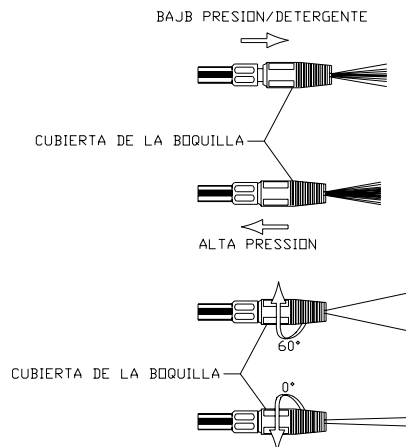 BAJB PRESION/DETERGENTE
CUBIERTA DE LA BOQUILLA
ALTA PRESSION
60°
CUBIERTA DE LA BOQUILLA
0°